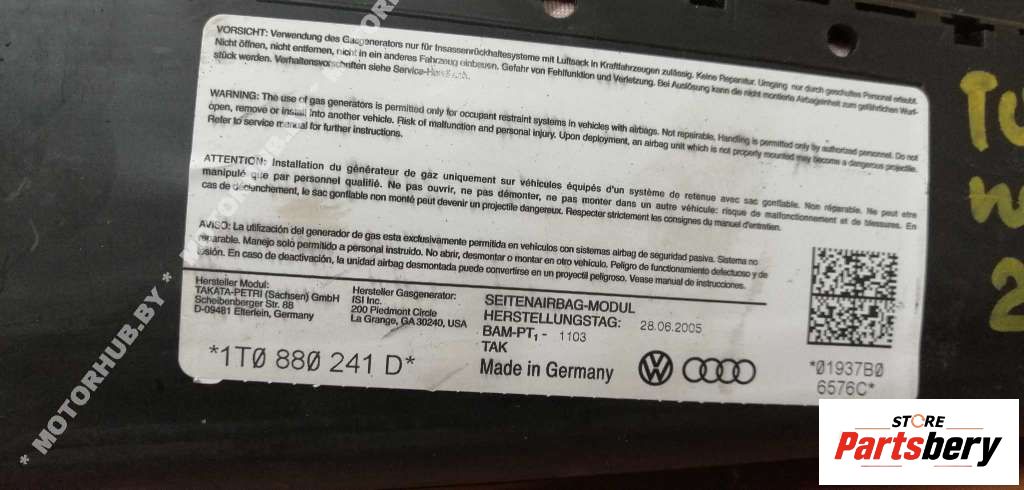 VORSICHT: Verwendung des Gasgenerators nur für Insassenrückhaltesysteme mit Luftsack in Kraftfahrzeugen zulässig. Keine Reparatur. Umgang nur durch geschultes Personal erlaubt.
Nicht öffnen, nicht entfernen, nicht in ein anderes Fahrzeug einbauen. Gefahr von Fehlfunktion und Verletzung. Bei Auslösung kann die nicht montierte Airbageinheit zum gefährlichen Wurf-
stück werden. Verhaltensvorschriften siehe
WARNING: The use of gas generators is permitted only for occupant restraint systems in vehicles with airbags. Not repairable. Handling is permitted only by authorized personnel. Do not
open, remove or install into another vehicle. Risk of malfunction and personal injury. Upon deployment, an airbag unit which is not properly mounted may become a dangerous projectile.
Refer to service manual for further instructions.
ATTENTION: Installation du générateur de gaz uniquement sur véhicules équipés d'un système de retenue avec sac gonflable. Non réparable. Ne peut etre
manipulé que par personnel qualifié. Ne pas ouvrir, ne pas démonter, ne pas monter dans un autre véhicule: risque de malfonctionnement et de blessures. En
cas de déclenchement, le sac gonflable non monté peut devenir un projectile dangereux. Respecter strictement les consignes du manuel d'entretien.
AVISO: La utilización del generador de gas esta exclusivamente permitida en vehiculos con sistemas airbag de seguridad pasiva. Sistema no
reparable. Manejo solo permitido a personal instruido. No abrir, desmontar o montar en otro vehículo. Peligro de funcionamiento defectuoso y de
lesión. En caso de deactivación, la unidad airbag desmontada puede convertirse en un proyectil peligroso. Vease manual de instrucciones.
Hersteller Modul:
TAKATA-PETRI (Sachsen) GmbH
Scheibenberger Str. 88
D-09481 Elterlein, Germany
Hersteller Gasgenerator:
ISI Inc.
200 Piedmont Circle
La Grange, GA 30240, USA
SEITENAIRBAG-MODUL
HERSTELLUNGSTAG: 28.06.2005
BAM-PT1 - 1103
TAK
*1T0 880 241 D*
Made in Germany
*01937B0
6576C*
* MOTORHUB.BY *
STORE
Partsbery